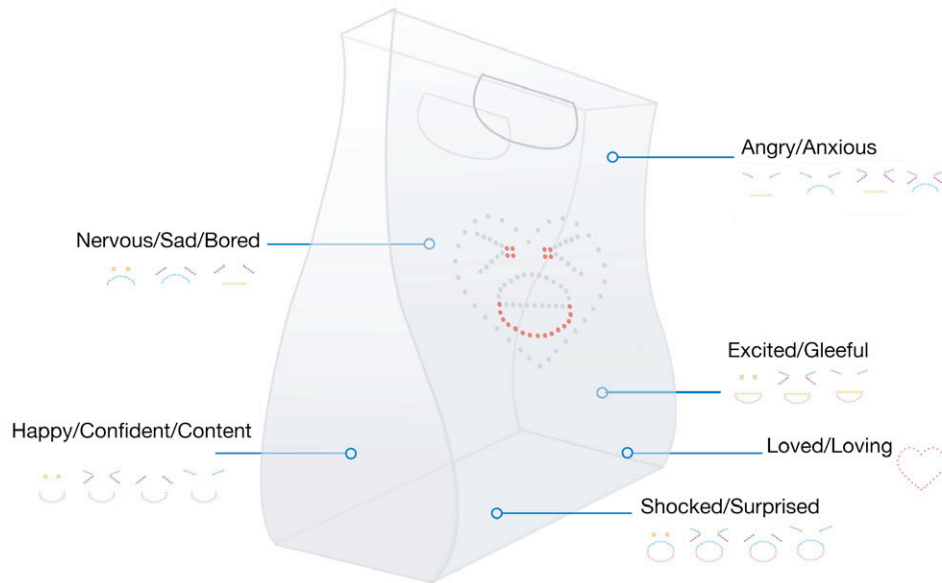 Angry/Anxious
Nervous/Sad/Bored
Excited/Gleeful
Happy/Confident/Content
Loved/Loving
Shocked/Surprised